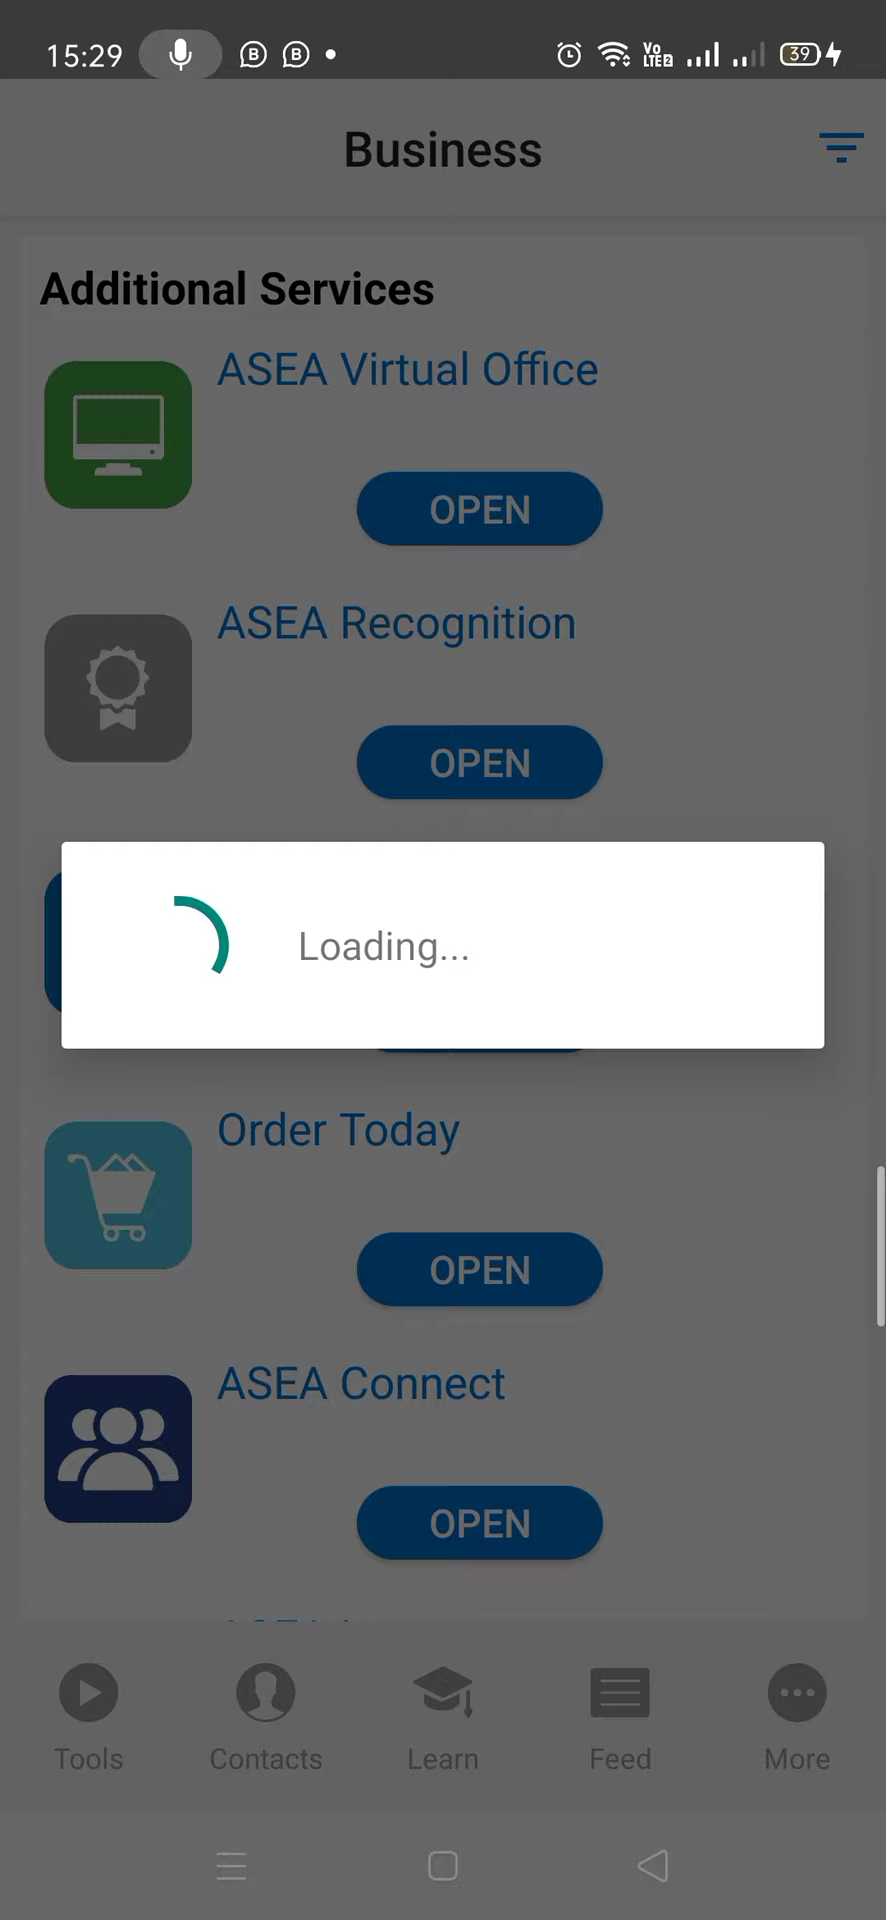 15:29
39
Business
Additional Services
ASEA Virtual Office
OPEN
ASEA Recognition
OPEN
Loading...
Order Today
OPEN
ASEA Connect
OPEN
Tools
Contacts
Learn
Feed
More